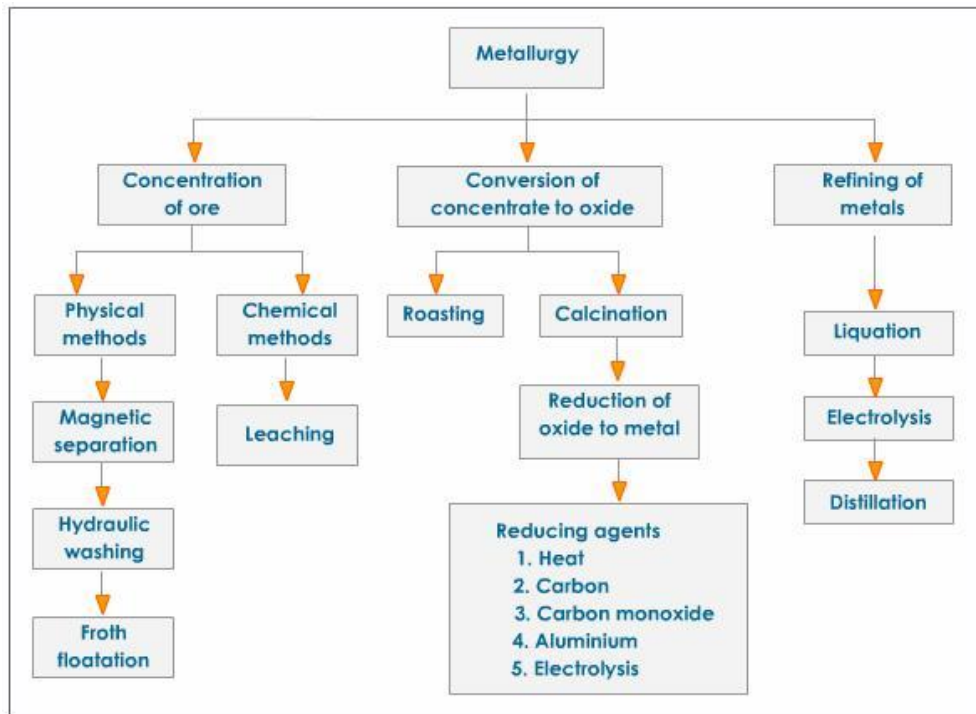 Metallurgy
Concentration
of ore
Conversion of
concentrate to oxide
Refining of
metals
Physical
methods
Chemical
methods
Roasting
Calcination
Liquation
Magnetic
separation
Leaching
Reduction of
oxide to metal
Electrolysis
Hydraulic
washing
Distillation
Froth
floatation
Reducing agents
1. Heat
2. Carbon
3. Carbon monoxide
4. Aluminium
5. Electrolysis